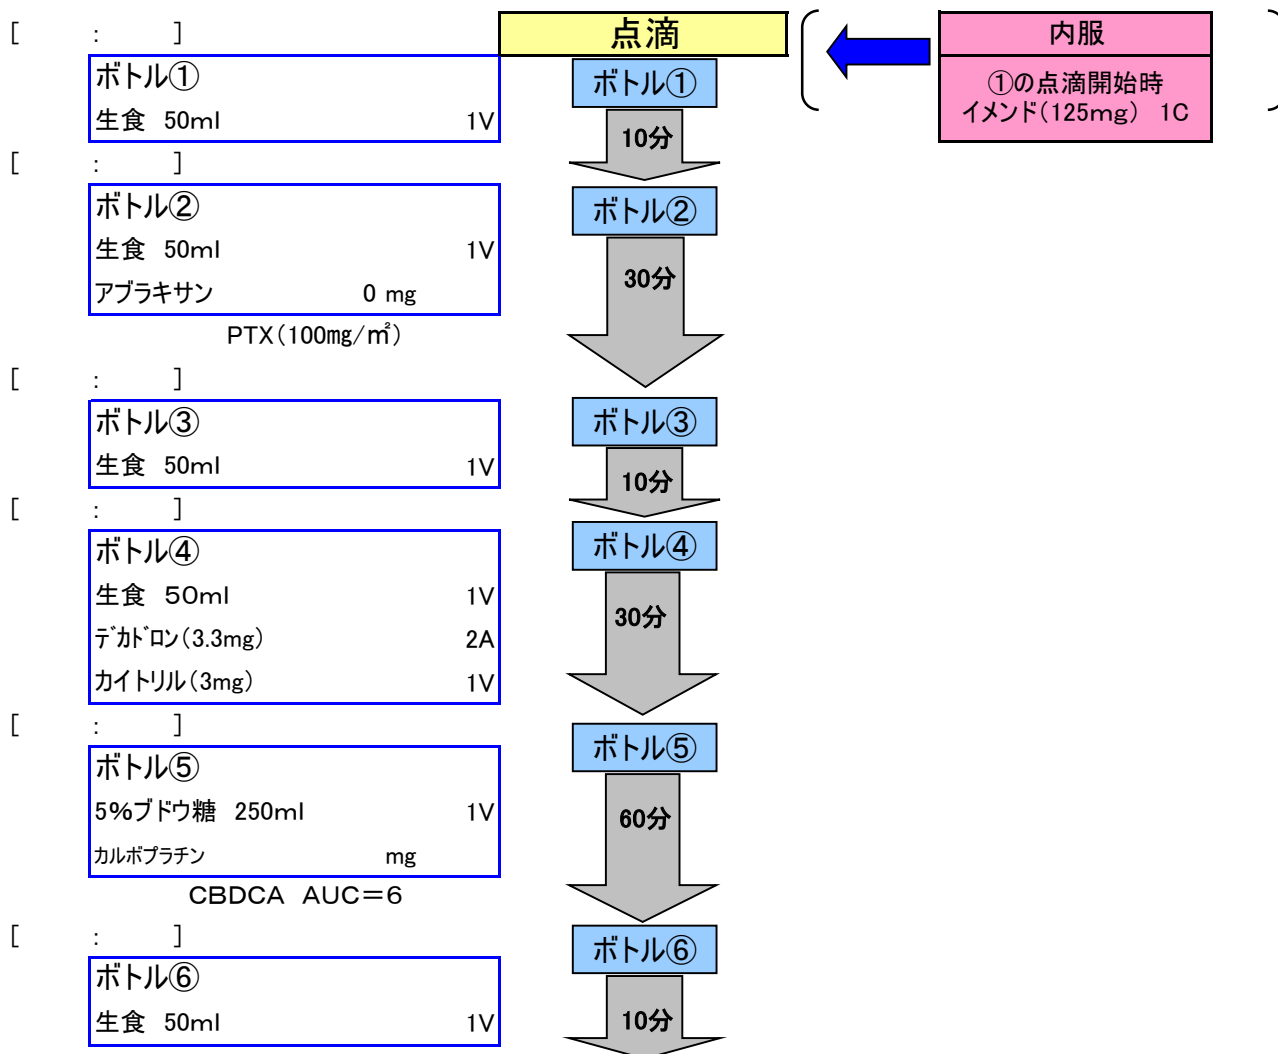 [ : ]
点滴
内服
ボトル①
生食 50ml 1V
ボトル①
10分
①の点滴開始時
イメンド(125mg) 1C
[ : ]
ボトル②
生食 50ml 1V
アブラキサン 0 mg
PTX(100mg/㎡)
ボトル②
30分
[ : ]
ボトル③
生食 50ml 1V
ボトル③
10分
[ : ]
ボトル④
生食 50ml 1V
デカドロン(3.3mg) 2A
カイトリル(3mg) 1V
ボトル④
30分
[ : ]
ボトル⑤
5%ブドウ糖 250ml 1V
カルボプラチン mg
CBDCA AUC=6
ボトル⑤
60分
[ : ]
ボトル⑥
生食 50ml 1V
ボトル⑥
10分